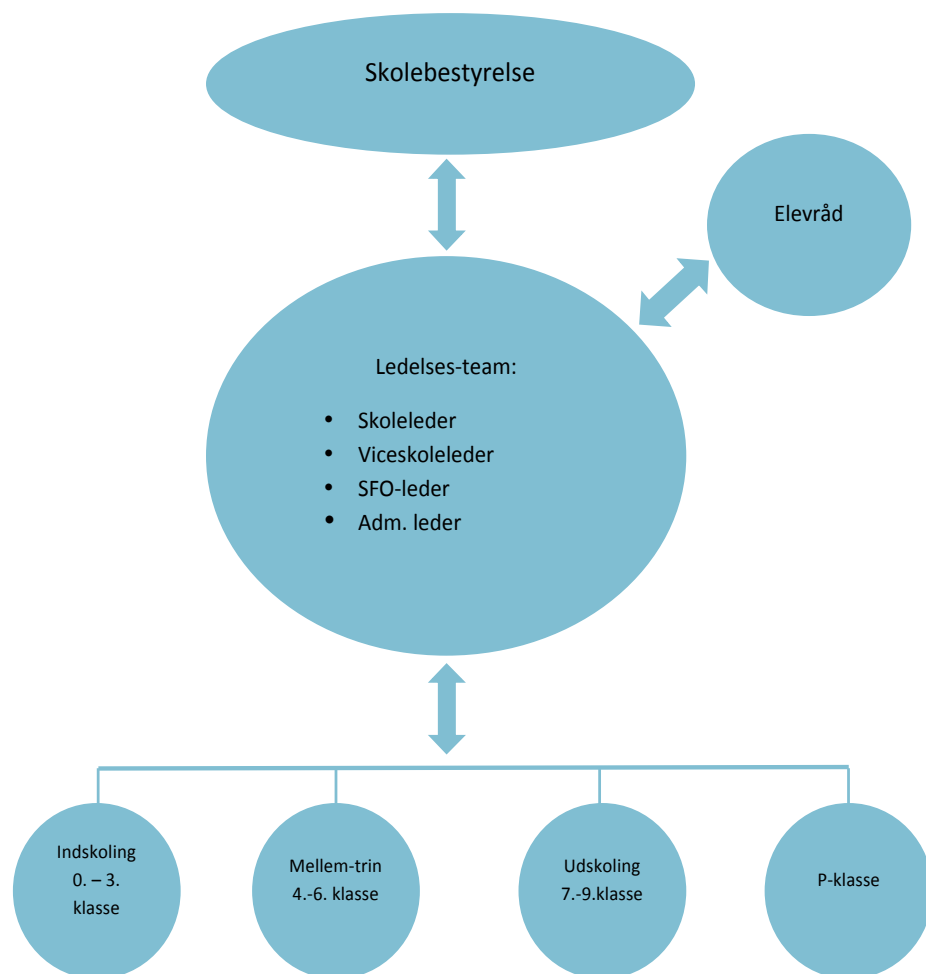 Skolebestyrelse
Elevråd
Ledelses-team:
• Skoleleder
• Viceskoleleder
• SFO-leder
• Adm. leder
Indskoling
0. – 3.
klasse
Mellem-trin
4.-6. klasse
Udskoling
7.-9.klasse
P-klasse